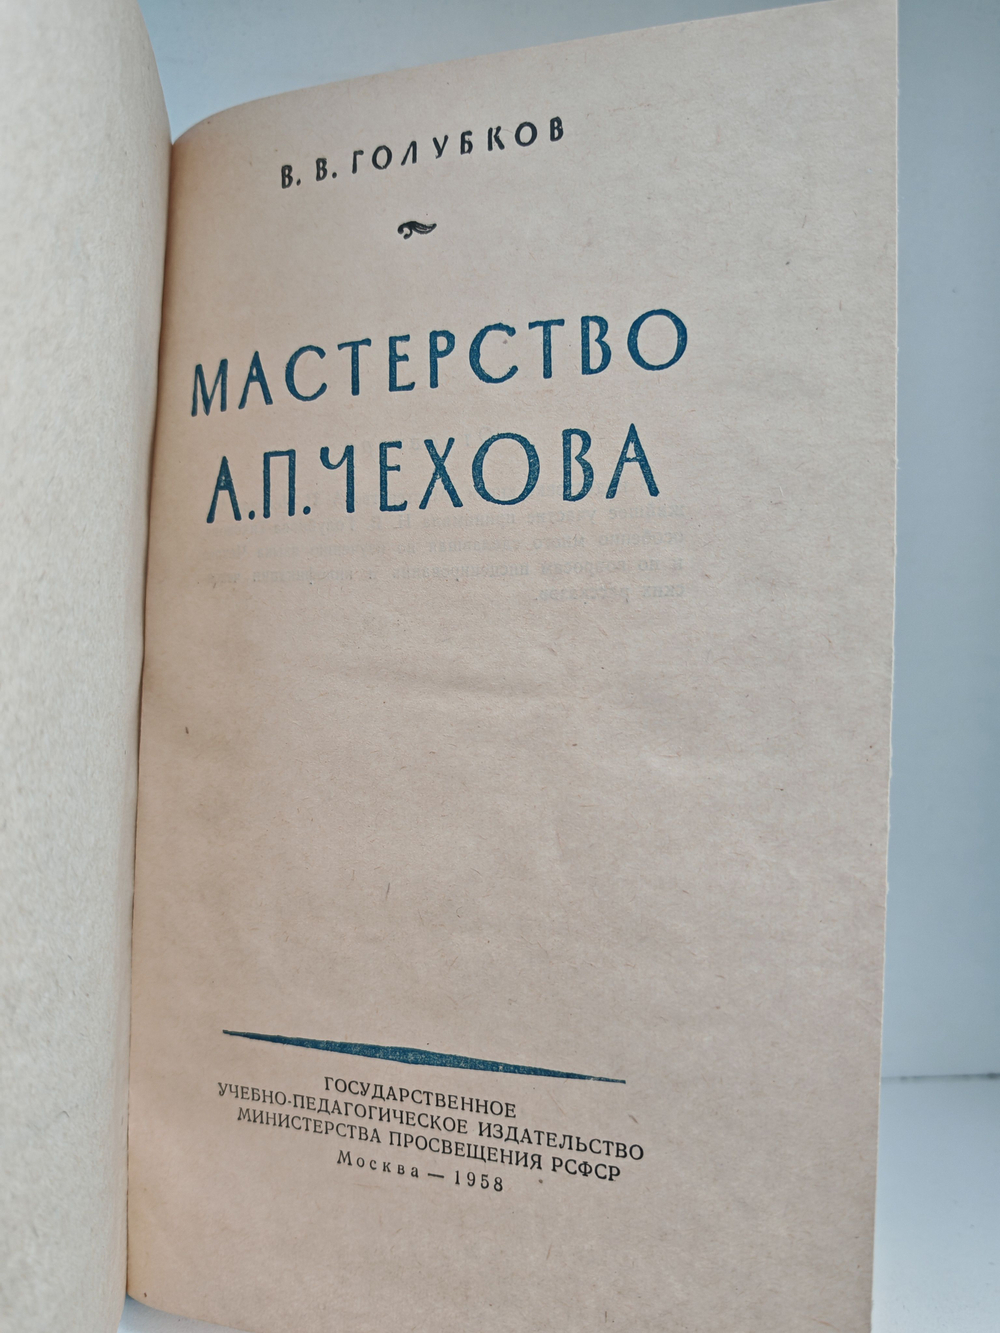 В. В. ГОЛУБКОВ
МАСТЕРСТВО
А.П.ЧЕХОВА
ГОСУДАРСТВЕННОЕ
УЧЕБНО-ПЕДАГОГИЧЕСКОЕ ИЗДАТЕЛЬСТВО
МИНИСТЕРСТВА ПРОСВЕЩЕНИЯ РСФСР
Москва — 1958